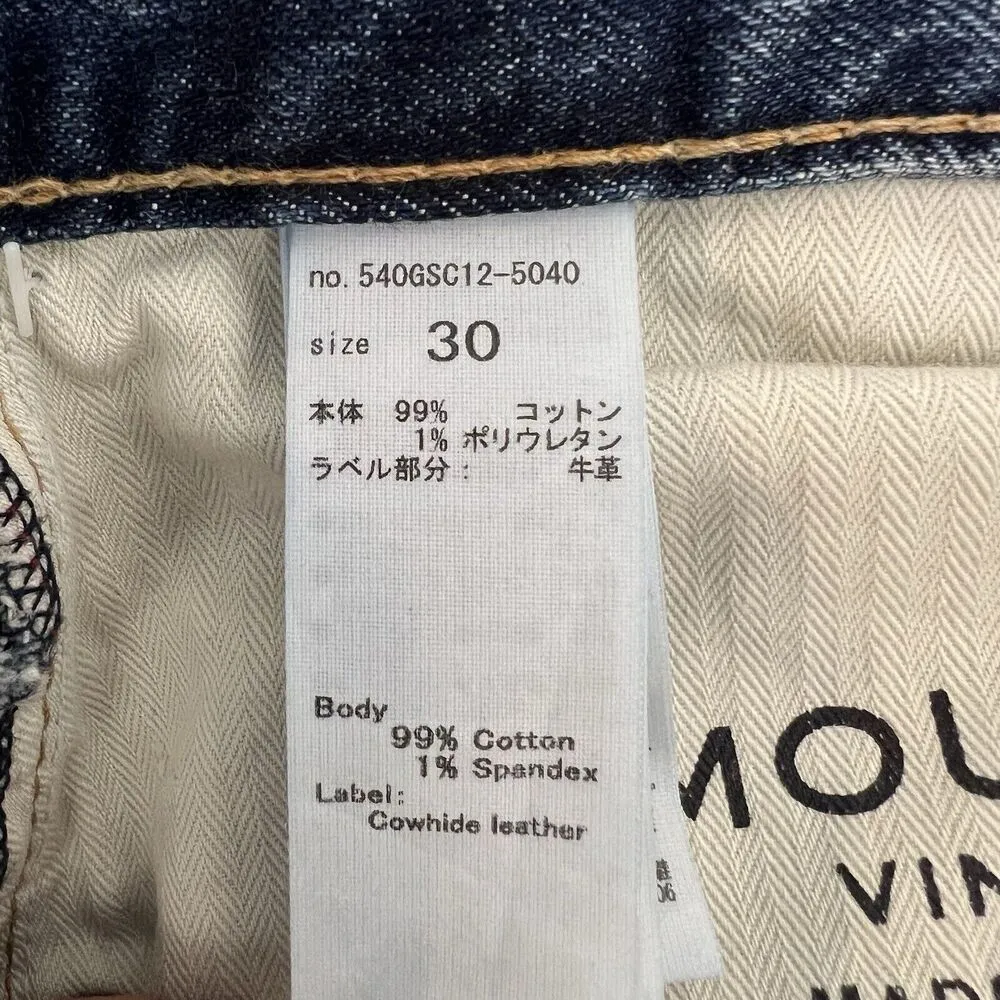 no. 540GSC12-5040
size 30
本体 99% コットン
1% ポリウレタン
ラベル部分: 牛革
Body
99% Cotton
1% Spandex
Label:
Cowhide leather
MOU
VIN
06